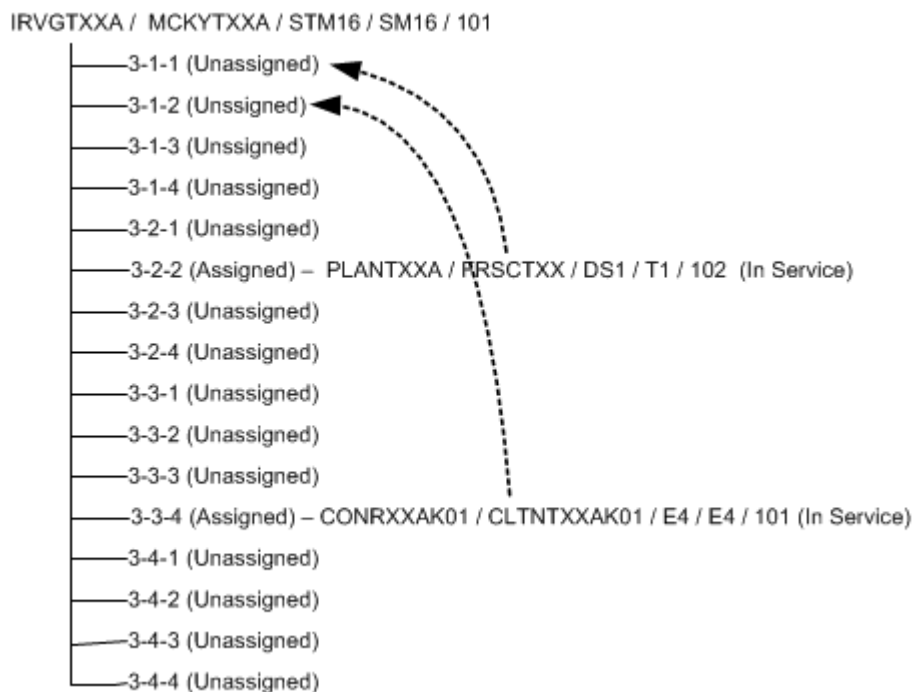 IRVGTXXA / MCKYTXXA / STM16 / SM16 / 101
3-1-1 (Unassigned)
3-1-2 (Unssigned)
3-1-3 (Unssigned)
3-1-4 (Unassigned)
3-2-1 (Unassigned)
3-2-2 (Assigned) – PLANTXXA / FRSCTXX / DS1 / T1 / 102 (In Service)
3-2-3 (Unassigned)
3-2-4 (Unassigned)
3-3-1 (Unassigned)
3-3-2 (Unassigned)
3-3-3 (Unassigned)
3-3-4 (Assigned) – CONRXXAK01 / CLTNTXXAK01 / E4 / E4 / 101 (In Service)
3-4-1 (Unassigned)
3-4-2 (Unassigned)
3-4-3 (Unassigned)
3-4-4 (Unassigned)